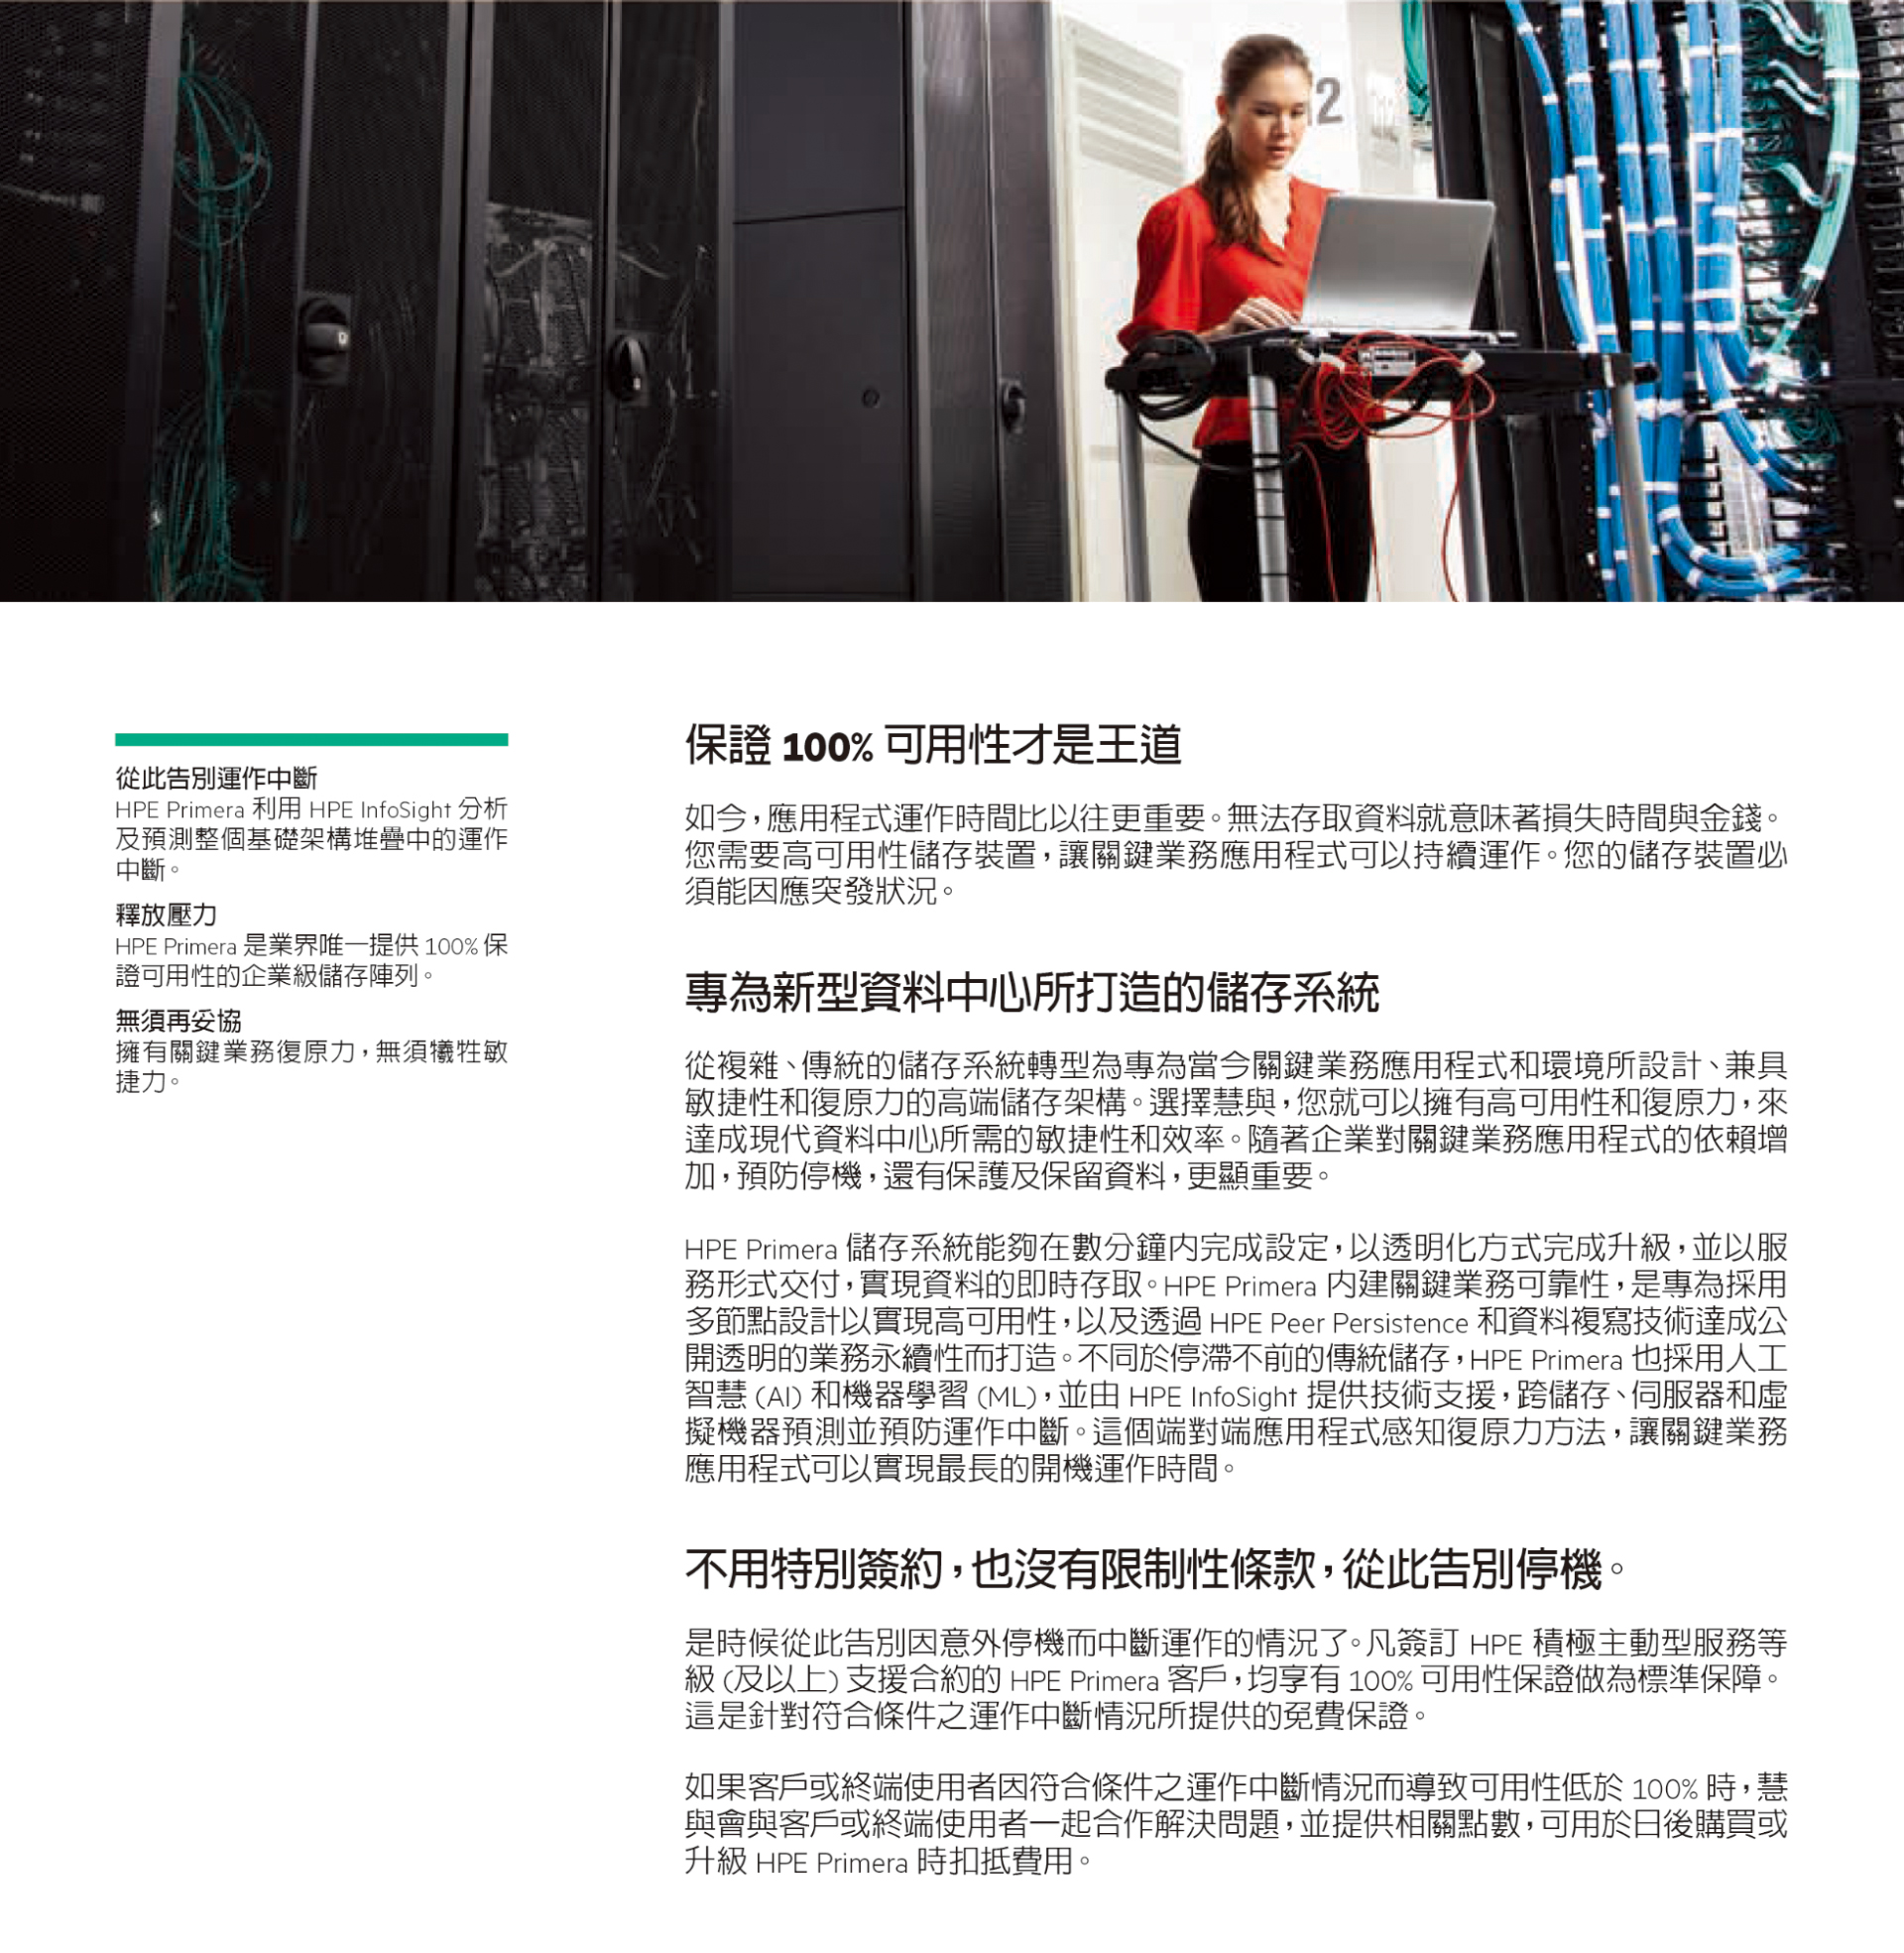 2
從此告別運作中斷
HPE Primera 利用 HPE InfoSight 分析
及預測整個基礎架構堆疊中的運作
中斷。
釋放壓力
HPE Primera 是業界唯一提供 100% 保
證可用性的企業級儲存陣列。
無須再妥協
擁有關鍵業務復原力，無須犧牲敏
捷力。
保證 100% 可用性才是王道
如今，應用程式運作時間比以往更重要。無法存取資料就意味著損失時間與金錢。
您需要高可用性儲存裝置，讓關鍵業務應用程式可以持續運作。您的儲存裝置必
須能因應突發狀況。
專為新型資料中心所打造的儲存系統
從複雜、傳統的儲存系統轉型為專為當今關鍵業務應用程式和環境所設計、兼具
敏捷性和復原力的高端儲存架構。選擇慧與，您就可以擁有高可用性和復原力，來
達成現代資料中心所需的敏捷性和效率。隨著企業對關鍵業務應用程式的依賴增
加，預防停機，還有保護及保留資料，更顯重要。
HPE Primera 儲存系統能夠在數分鐘內完成設定，以透明化方式完成升級，並以服
務形式交付，實現資料的即時存取。HPE Primera 內建關鍵業務可靠性，是專為採用
多節點設計以實現高可用性，以及透過 HPE Peer Persistence 和資料複寫技術達成公
開透明的業務永續性而打造。不同於停滯不前的傳統儲存，HPE Primera 也採用人工
智慧 (AI) 和機器學習 (ML)，並由 HPE InfoSight 提供技術支援，跨儲存、伺服器和虛
擬機器預測並預防運作中斷。這個端對端應用程式感知復原力方法，讓關鍵業務
應用程式可以實現最長的開機運作時間。
不用特別簽約，也沒有限制性條款，從此告別停機。
是時候從此告別因意外停機而中斷運作的情況了。凡簽訂 HPE 積極主動型服務等
級 (及以上) 支援合約的 HPE Primera 客戶，均享有 100% 可用性保證做為標準保障。
這是針對符合條件之運作中斷情況所提供的免費保證。
如果客戶或終端使用者因符合條件之運作中斷情況而導致可用性低於 100% 時，慧
與會與客戶或終端使用者一起合作解決問題，並提供相關點數，可用於日後購買或
升級 HPE Primera 時扣抵費用。